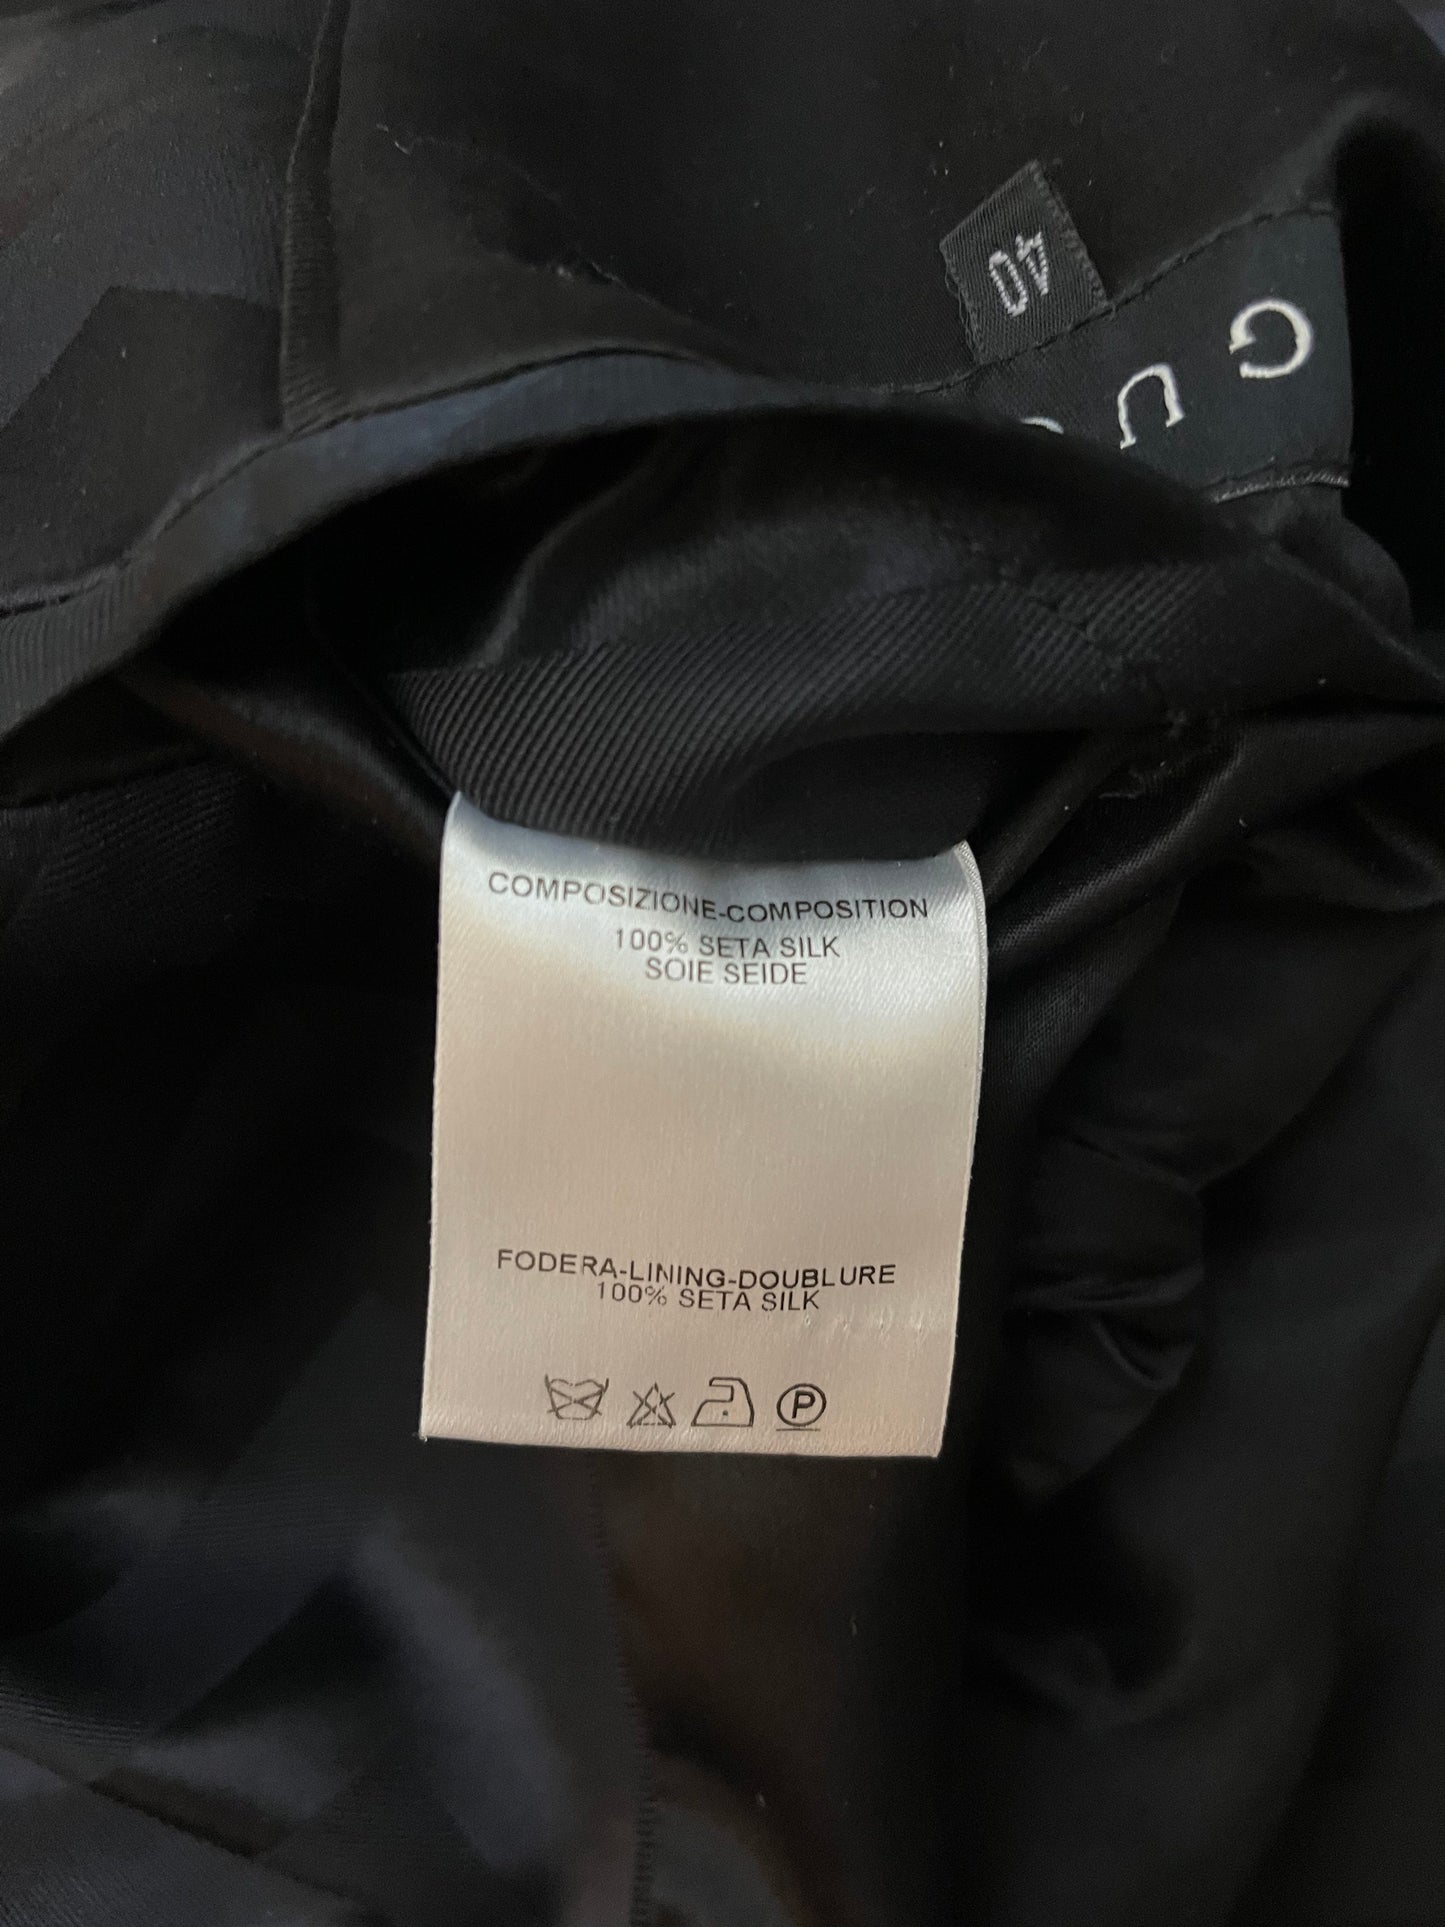 40
G U
COMPOSIZIONE-COMPOSITION
100% SETA SILK
SOIE SEIDE
FODERA-LINING-DOUBLURE
100% SETA SILK
P